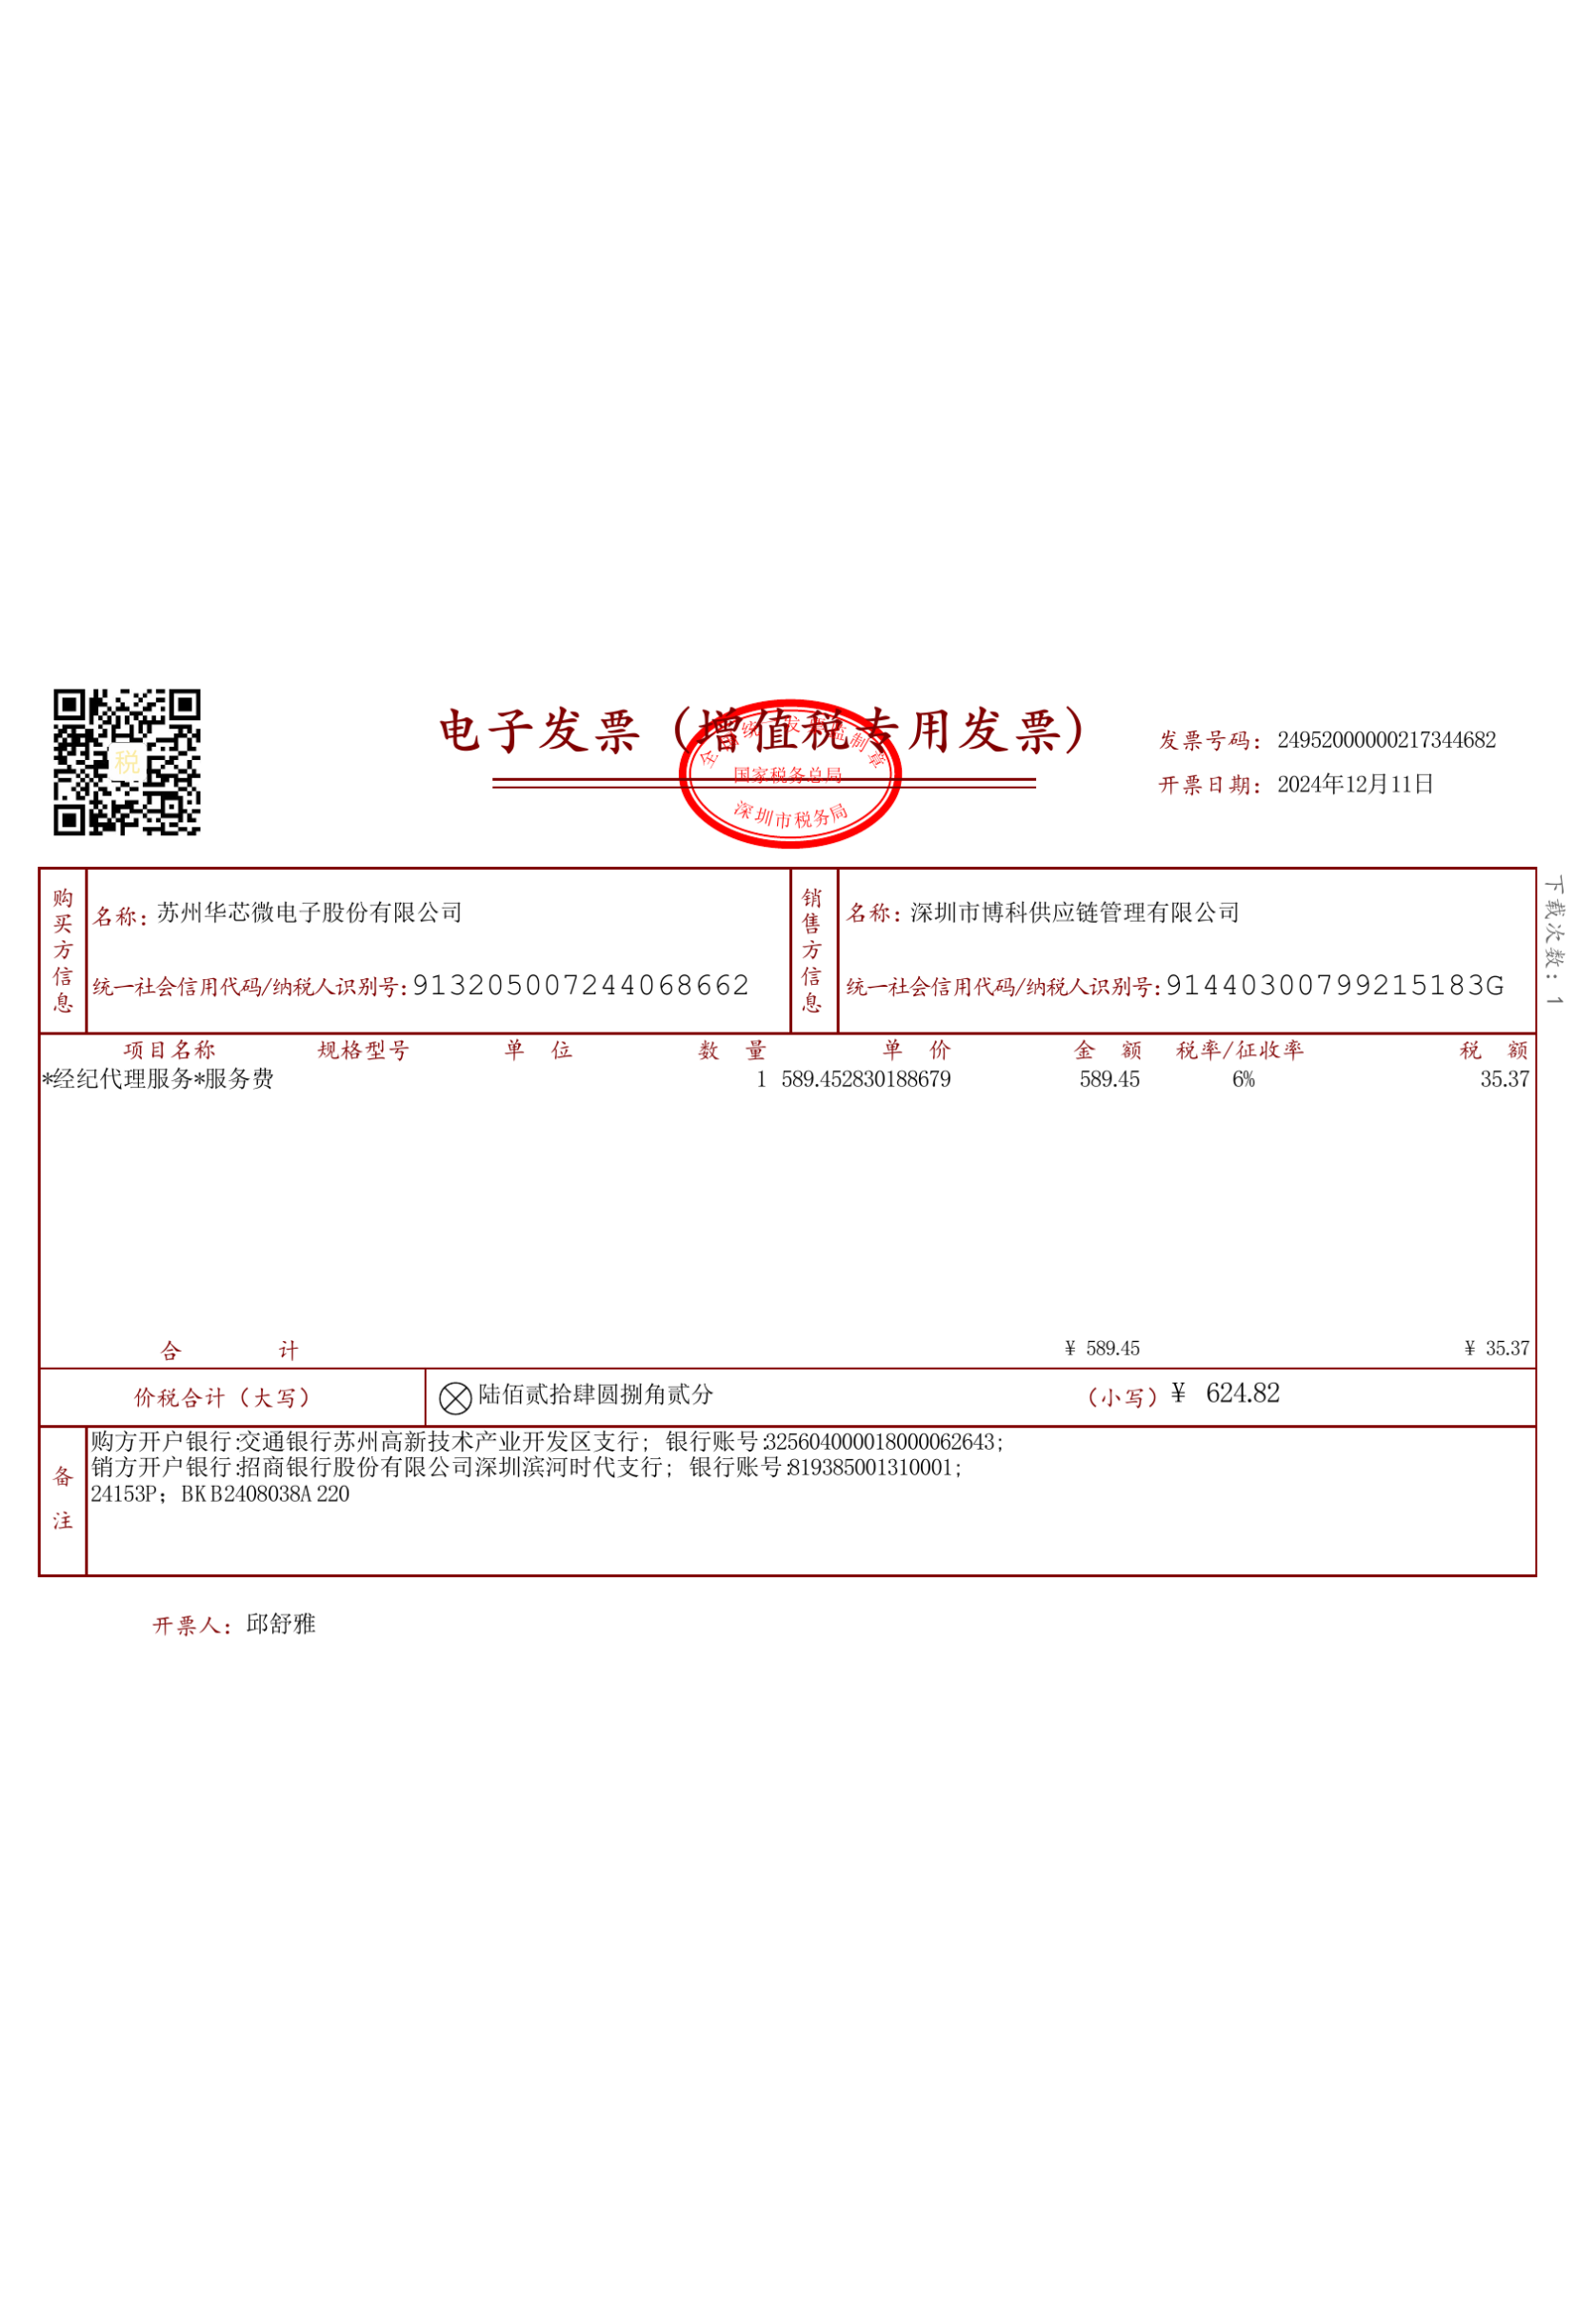 税
电子发票（增值税专用发票）
全国统一发票监制章
国家税务总局
深圳市税务局
发票号码：24952000000217344682
开票日期：2024年12月11日
下载次数：1
购买方信息
名称：苏州华芯微电子股份有限公司
统一社会信用代码/纳税人识别号：913205007244068662
销售方信息
名称：深圳市博科供应链管理有限公司
统一社会信用代码/纳税人识别号：91440300799215183G
项目名称 规格型号 单 位 数 量 单 价 金 额 税率/征收率 税 额
*经纪代理服务*服务费 1 589.452830188679 589.45 6% 35.37
合 计 ¥ 589.45 ¥ 35.37
价税合计（大写） 陆佰贰拾肆圆捌角贰分 （小写）¥ 624.82
备注
购方开户银行:交通银行苏州高新技术产业开发区支行； 银行账号:325604000018000062643；
销方开户银行:招商银行股份有限公司深圳滨河时代支行； 银行账号:819385001310001；
24153P；BKB2408038A220
开票人：邱舒雅